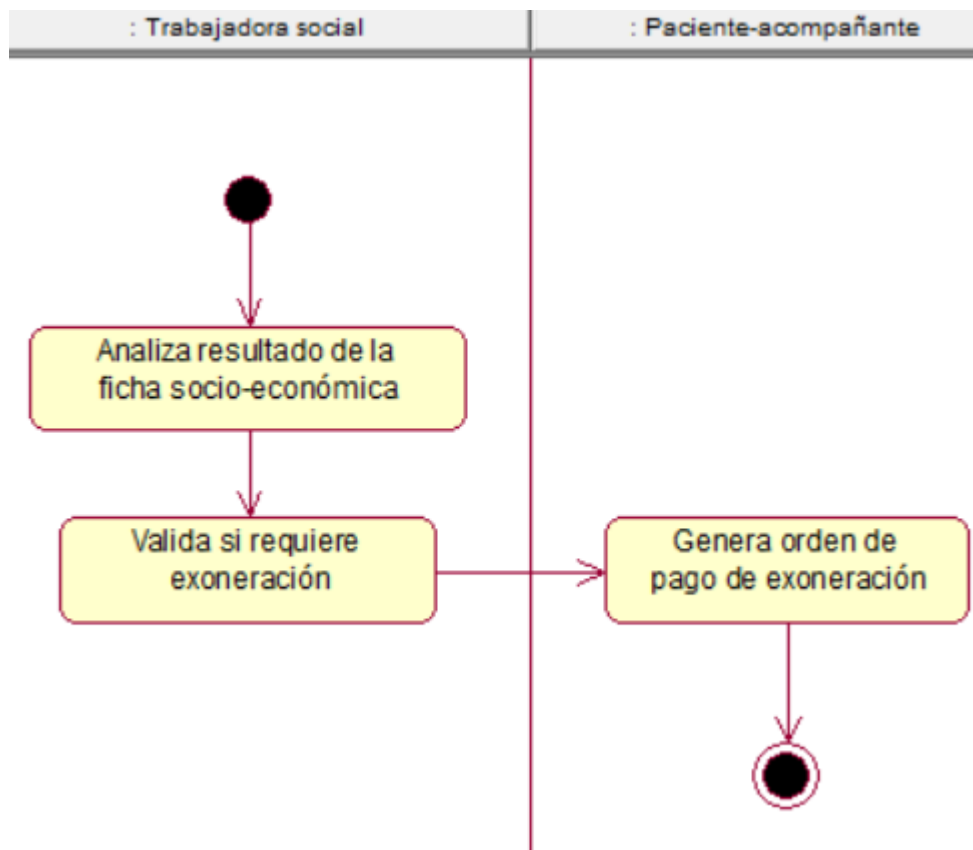 : Trabajadora social
: Paciente-acompañante
Analiza resultado de la
ficha socio-económica
Valida si requiere
exoneración
Genera orden de
pago de exoneración